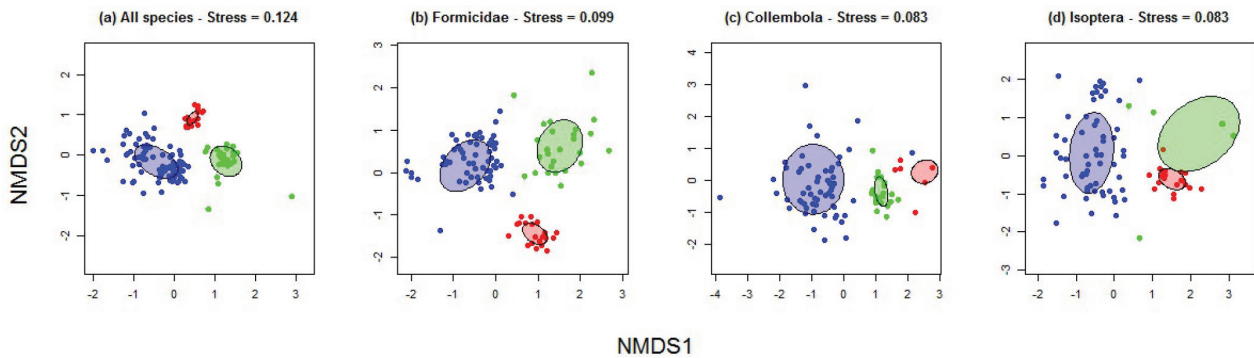 (a) All species - Stress = 0.124
(b) Formicidae - Stress = 0.099
(c) Collembola - Stress = 0.083
(d) Isoptera - Stress = 0.083
NMDS2
2
1
0
-1
-2
-2 -1 0 1 2 3
3
2
1
0
-1
-2
-2 -1 0 1 2 3
4
3
2
1
0
-1
-2
-4 -3 -2 -1 0 1 2 3
2
1
0
-1
-2
-3
-2 -1 0 1 2 3
NMDS1